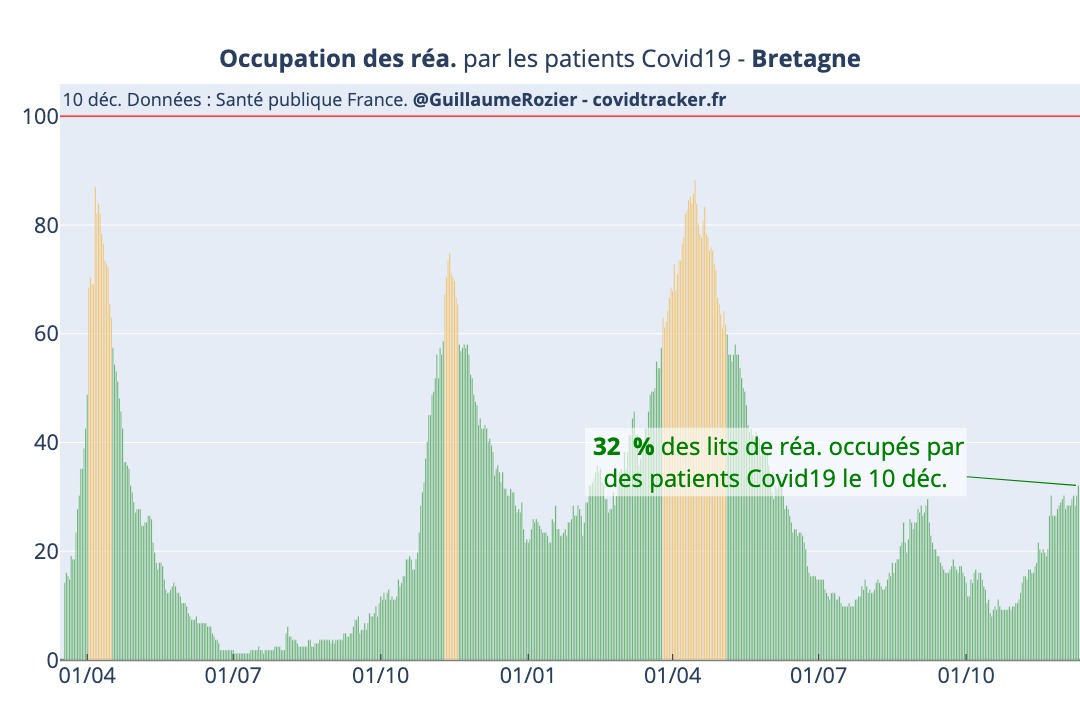 Occupation des réa. par les patients Covid19 - Bretagne
10 déc. Données : Santé publique France. @GuillaumeRozier - covidtracker.fr
100
80
60
40
20
0
32 % des lits de réa. occupés par
des patients Covid19 le 10 déc.
01/04 01/07 01/10 01/01 01/04 01/07 01/10